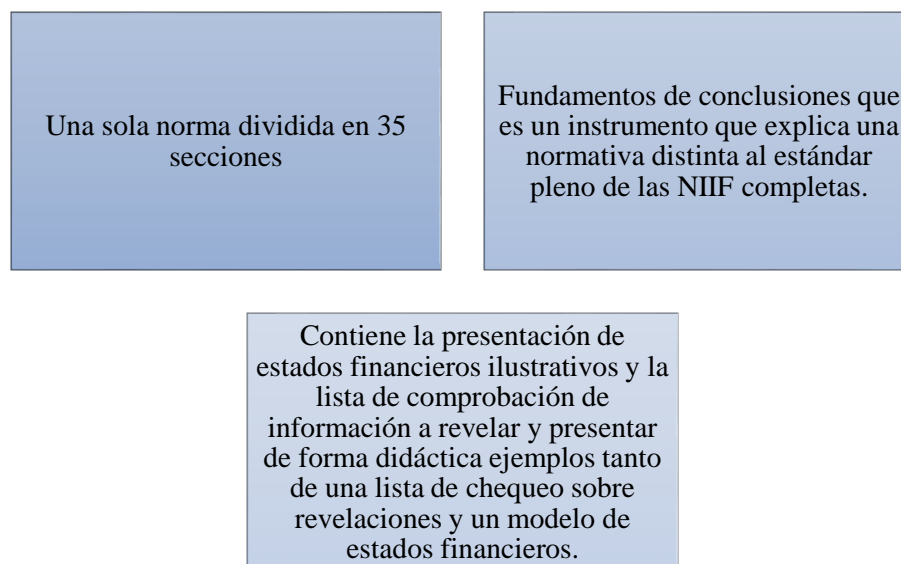 Una sola norma dividida en 35
secciones
Fundamentos de conclusiones que
es un instrumento que explica una
normativa distinta al estándar
pleno de las NIIF completas.
Contiene la presentación de
estados financieros ilustrativos y la
lista de comprobación de
información a revelar y presentar
de forma didáctica ejemplos tanto
de una lista de chequeo sobre
revelaciones y un modelo de
estados financieros.